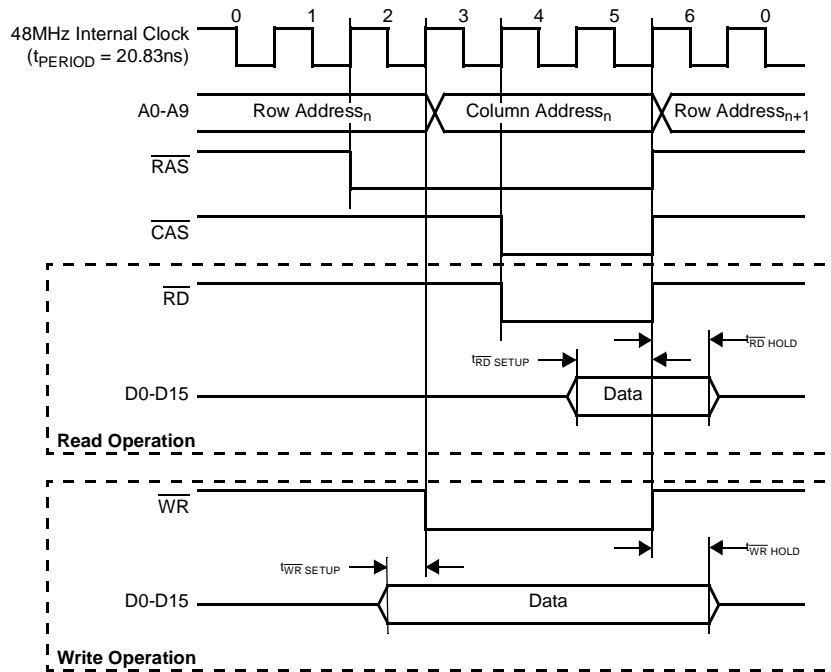 0 1 2 3 4 5 6 0
48MHz Internal Clock
(tPERIOD = 20.83ns)
A0-A9 Row Addressn Column Addressn Row Addressn+1
RAS
CAS
RD
tRD HOLD
tRD SETUP
D0-D15 Data
Read Operation
WR
tWR HOLD
tWR SETUP
D0-D15 Data
Write Operation